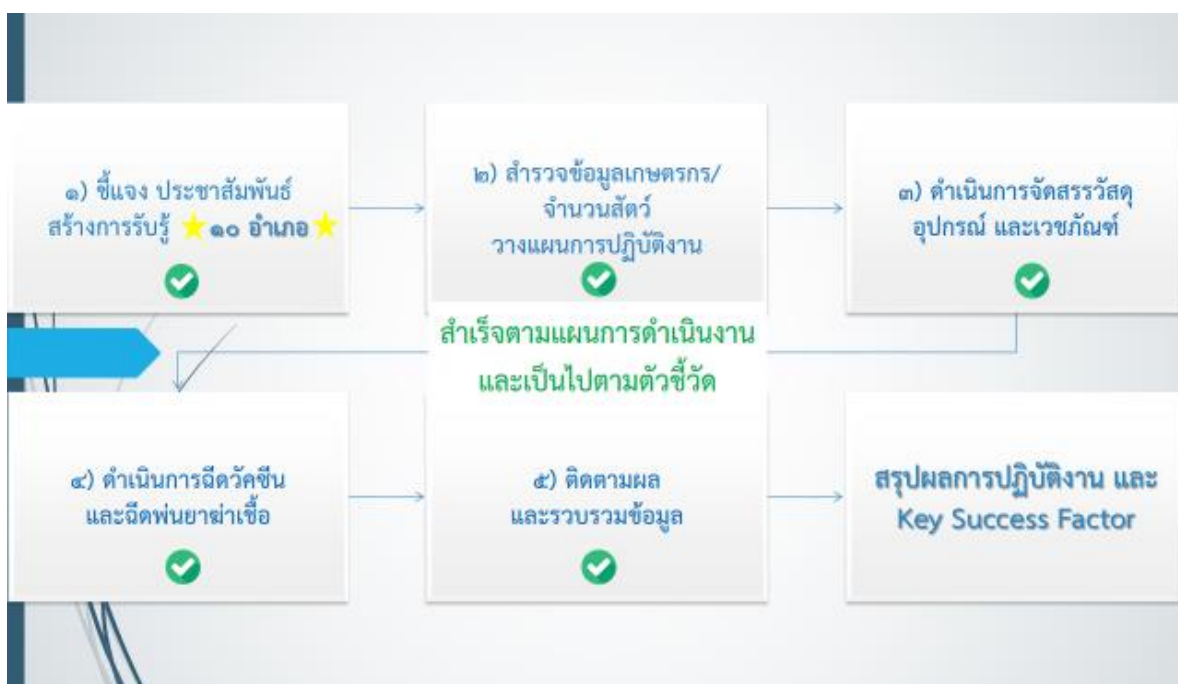 ๑) ชี้แจง ประชาสัมพันธ์
สร้างการรับรู้ ๑๐ อำเภอ
๒) สำรวจข้อมูลเกษตรกร/
จำนวนสัตว์
วางแผนการปฏิบัติงาน
๓) ดำเนินการจัดสรรวัสดุ
อุปกรณ์ และเวชภัณฑ์
สำเร็จตามแผนการดำเนินงาน
และเป็นไปตามตัวชี้วัด
๔) ดำเนินการฉีดวัคซีน
และฉีดพ่นยาฆ่าเชื้อ
๕) ติดตามผล
และรวบรวมข้อมูล
สรุปผลการปฏิบัติงาน และ
Key Success Factor